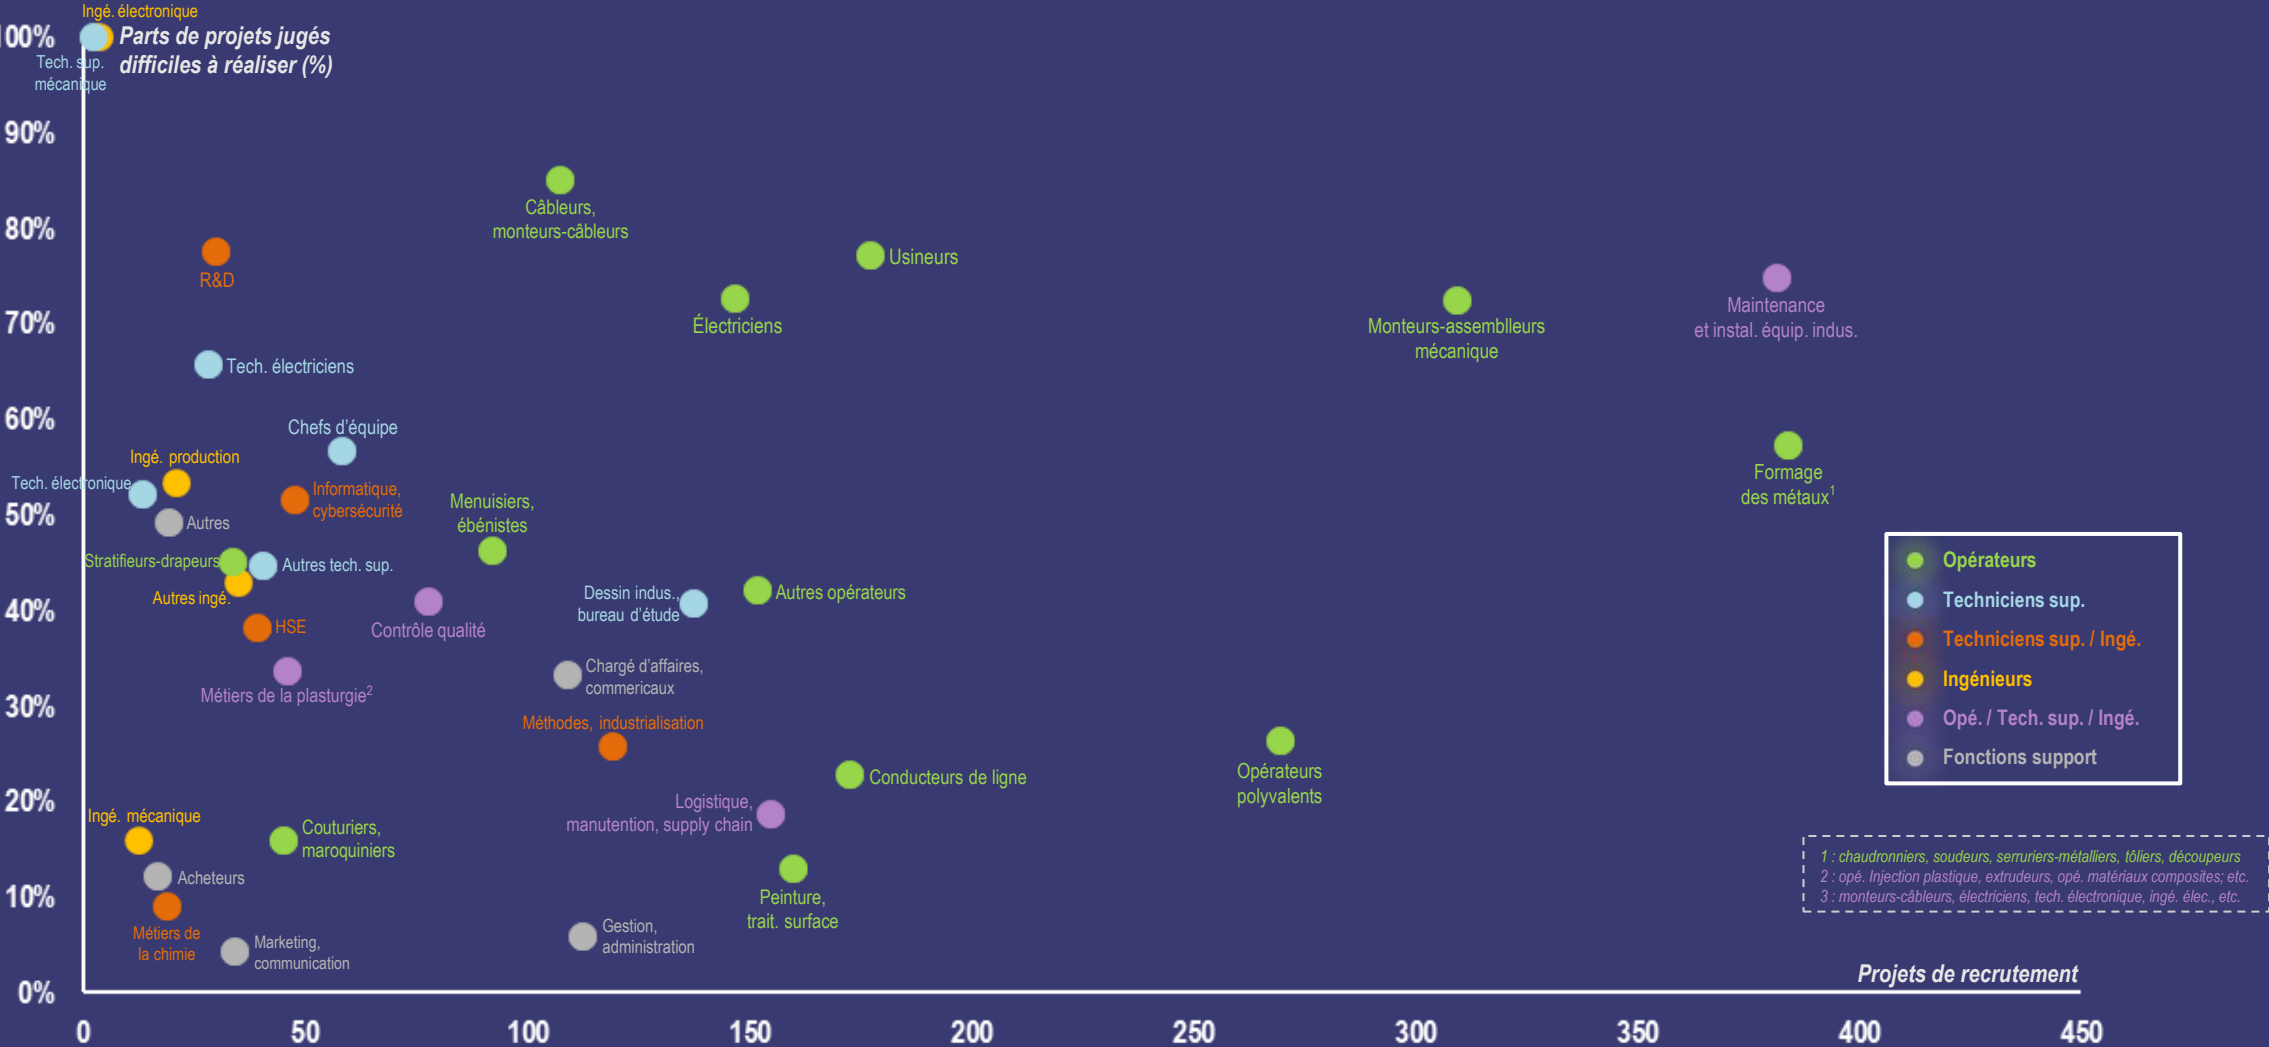 Ingé. électronique
100%
Parts de projets jugés
difficiles à réaliser (%)
Tech. sup.
mécanique
90%
Câbleurs,
monteurs-câbleurs
80%
Usineurs
R&D
Maintenance
et instal. équip. indus.
Électriciens
Monteurs-assemblleurs
mécanique
70%
Tech. électriciens
60%
Chefs d'équipe
Ingé. production
Formage
des métaux1
Tech. électronique
Informatique,
cybersécurité
Menuisiers,
ébénistes
50%
Autres
Stratifieurs-drapeurs
Autres tech. sup.
Autres ingé.
Dessin indus.,
bureau d'étude
Autres opérateurs
40%
HSE
Contrôle qualité
Chargé d'affaires,
commericaux
Métiers de la plasturgie2
30%
Méthodes, industrialisation
Conducteurs de ligne
Opérateurs
polyvalents
20%
Logistique,
manutention, supply chain
Ingé. mécanique
Couturiers,
maroquiniers
Acheteurs
10%
Peinture,
trait. surface
Métiers de
la chimie
Marketing,
communication
Gestion,
administration
0%
Opérateurs
Techniciens sup.
Techniciens sup. / Ingé.
Ingénieurs
Opé. / Tech. sup. / Ingé.
Fonctions support
1 : chaudronniers, soudeurs, serruriers-métalliers, tôliers, découpeurs
2 : opé. Injection plastique, extrudeurs, opé. matériaux composites; etc.
3 : monteurs-câbleurs, électriciens, tech. électronique, ingé. élec., etc.
Projets de recrutement
0 50 100 150 200 250 300 350 400 450